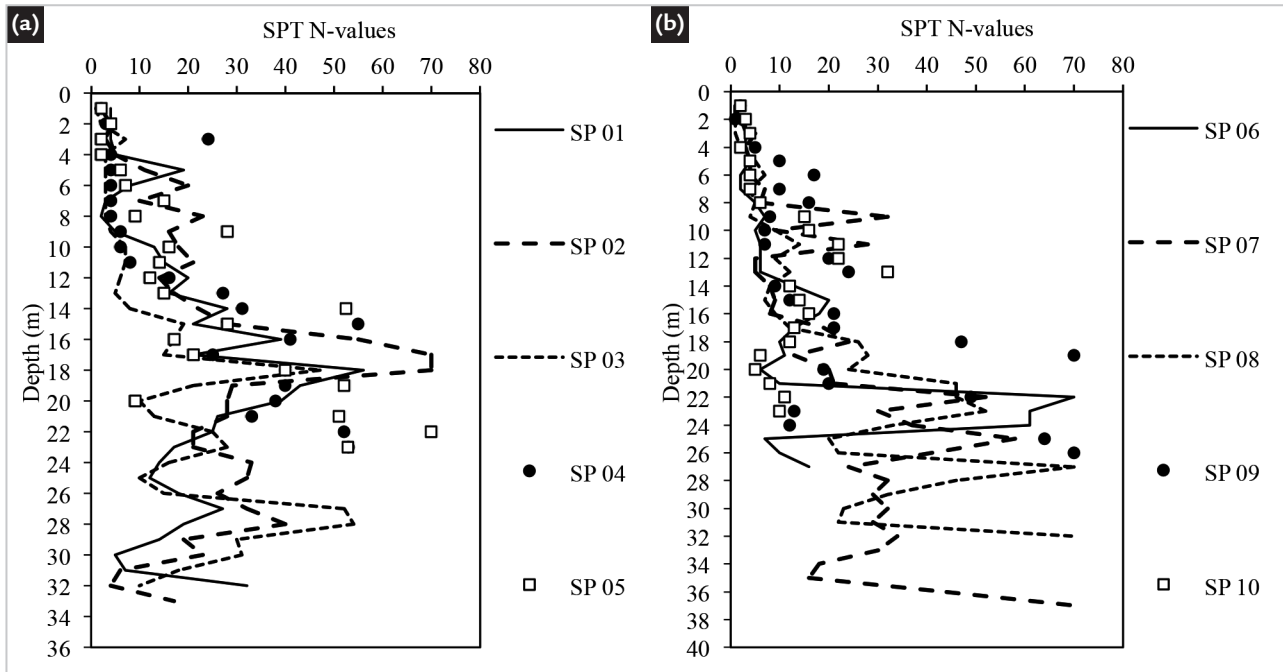 (a)
SPT N-values
0 10 20 30 40 50 60 70 80
0
2
4
6
8
10
12
14
16
18
20
22
24
26
28
30
32
34
36
Depth (m)
SP 01
SP 02
SP 03
SP 04
SP 05
(b)
SPT N-values
0 10 20 30 40 50 60 70 80
0
2
4
6
8
10
12
14
16
18
20
22
24
26
28
30
32
34
36
38
40
Depth (m)
SP 06
SP 07
SP 08
SP 09
SP 10